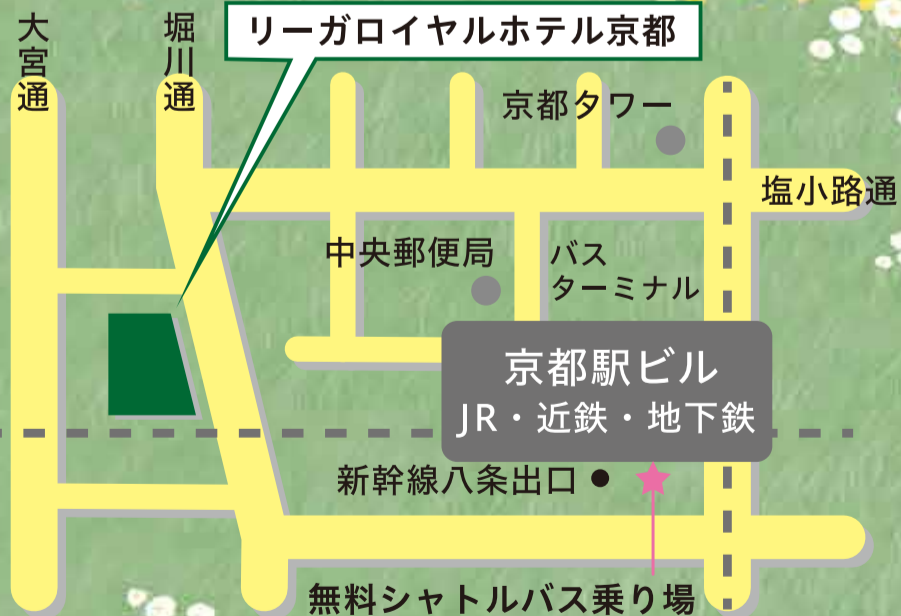 リーガロイヤルホテル京都
大宮通
堀川通
京都タワー
塩小路通
中央郵便局
バス
ターミナル
京都駅ビル
JR・近鉄・地下鉄
新幹線八条出口
無料シャトルバス乗り場